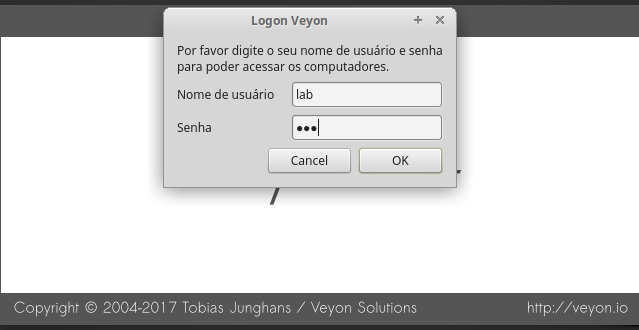 Logon Veyon
Por favor digite o seu nome de usuário e senha
para poder acessar os computadores.
Nome de usuário
lab
Senha
•••
Cancel
OK
Copyright © 2004-2017 Tobias Junghans / Veyon Solutions
http://veyon.io